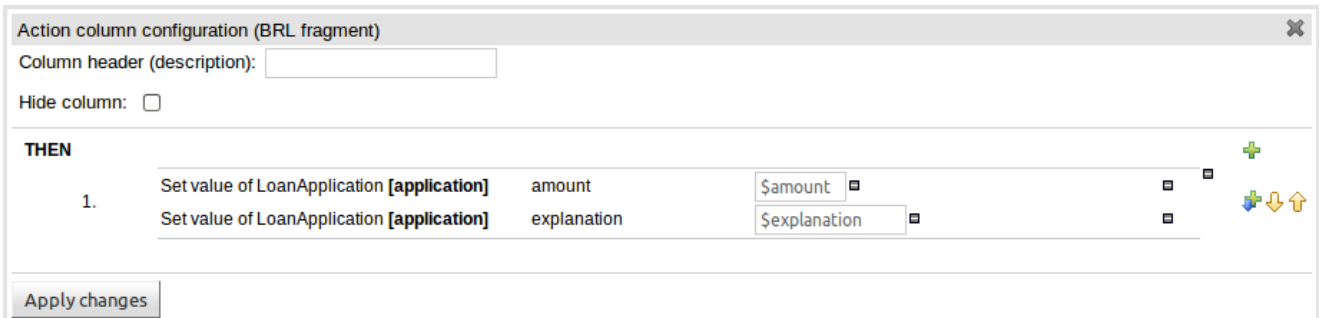 Action column configuration (BRL fragment)
Column header (description):
Hide column:
THEN
1.
Set value of LoanApplication [application] amount $amount
Set value of LoanApplication [application] explanation $explanation
Apply changes